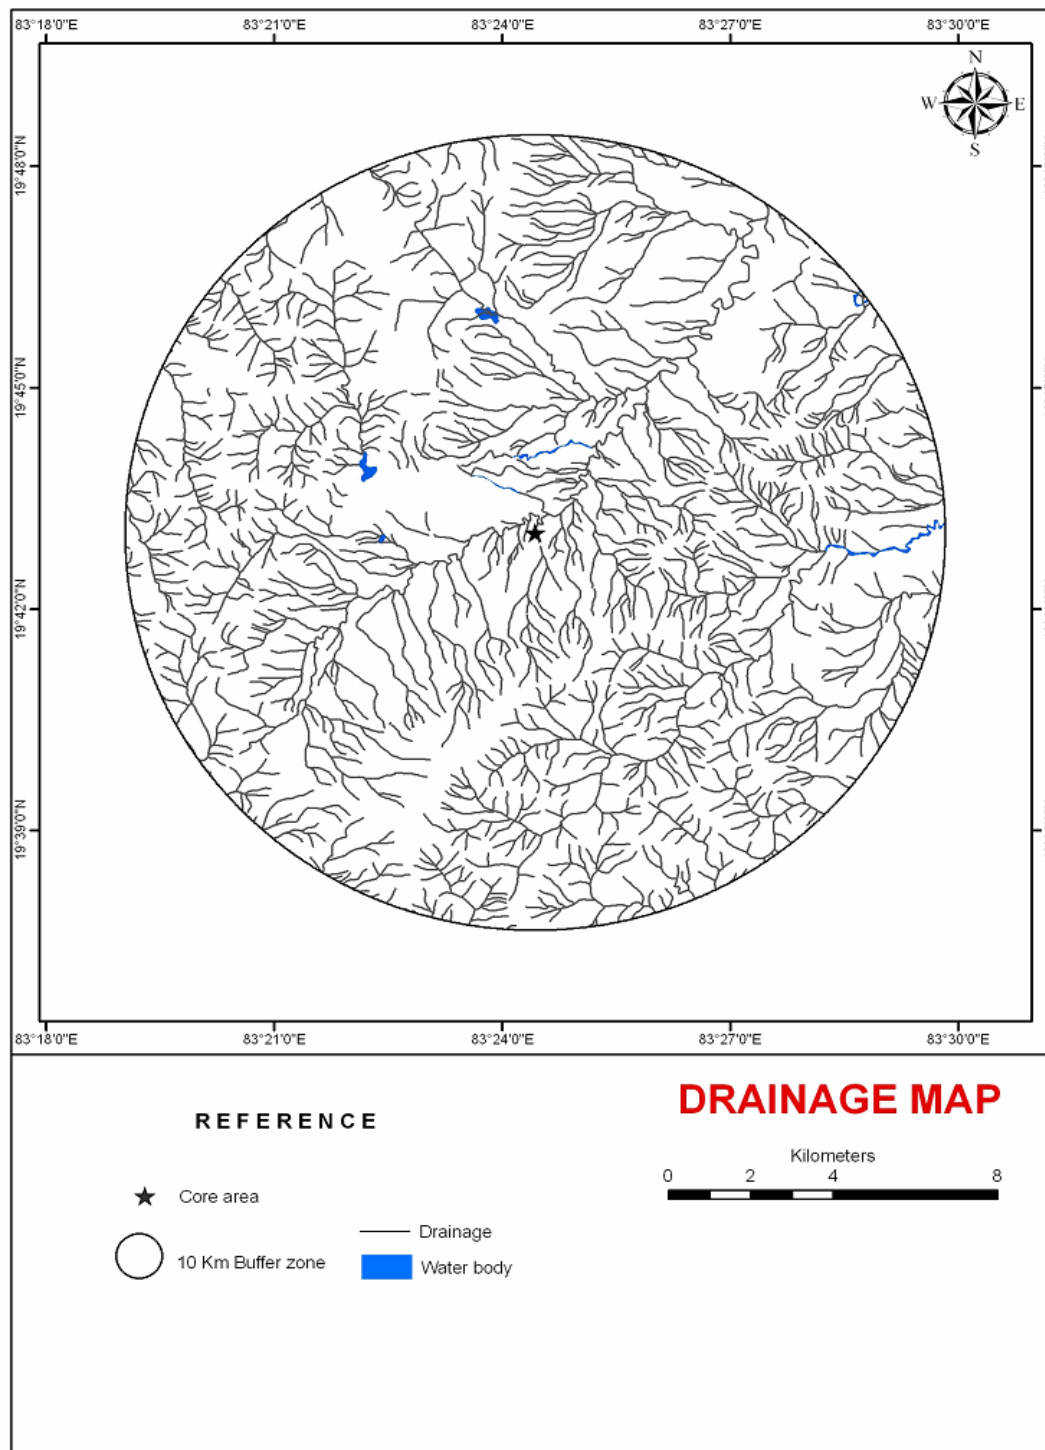 83°18'0"E 83°21'0"E 83°24'0"E 83°27'0"E 83°30'0"E
N
W E
S
19°48'0"N
19°45'0"N
19°42'0"N
19°39'0"N
83°18'0"E 83°21'0"E 83°24'0"E 83°27'0"E 83°30'0"E
DRAINAGE MAP
REFERENCE
Kilometers
0 2 4 8
Core area
Drainage
10 Km Buffer zone
Water body